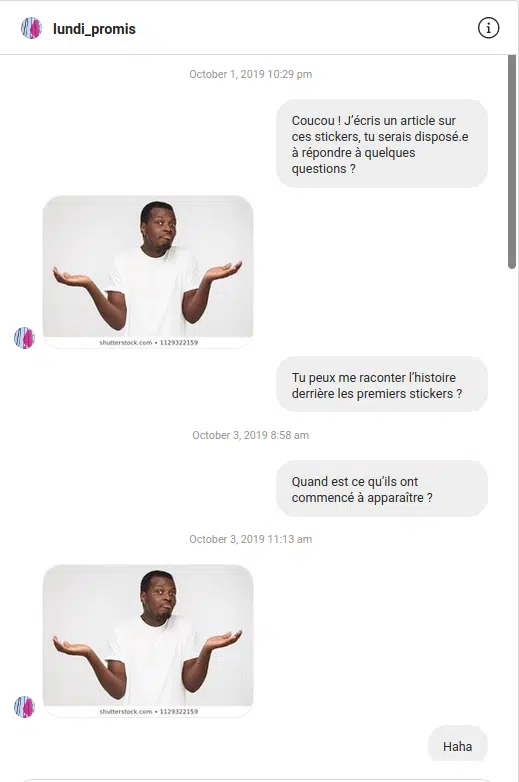 lundi_promis
October 1, 2019 10:29 pm
Coucou ! J’écris un article sur
ces stickers, tu serais disposé.e
à répondre à quelques
questions ?
shutterstock.com • 1129322159
Tu peux me raconter l’histoire
derrière les premiers stickers ?
October 3, 2019 8:58 am
Quand est ce qu’ils ont
commencé à apparaître ?
October 3, 2019 11:13 am
shutterstock.com • 1129322159
Haha